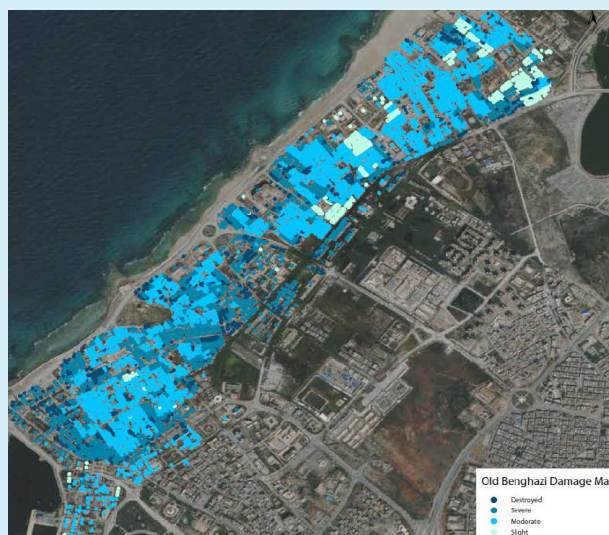 Old Benghazi Damage Ma
Destroyed
Severe
Moderate
Slight